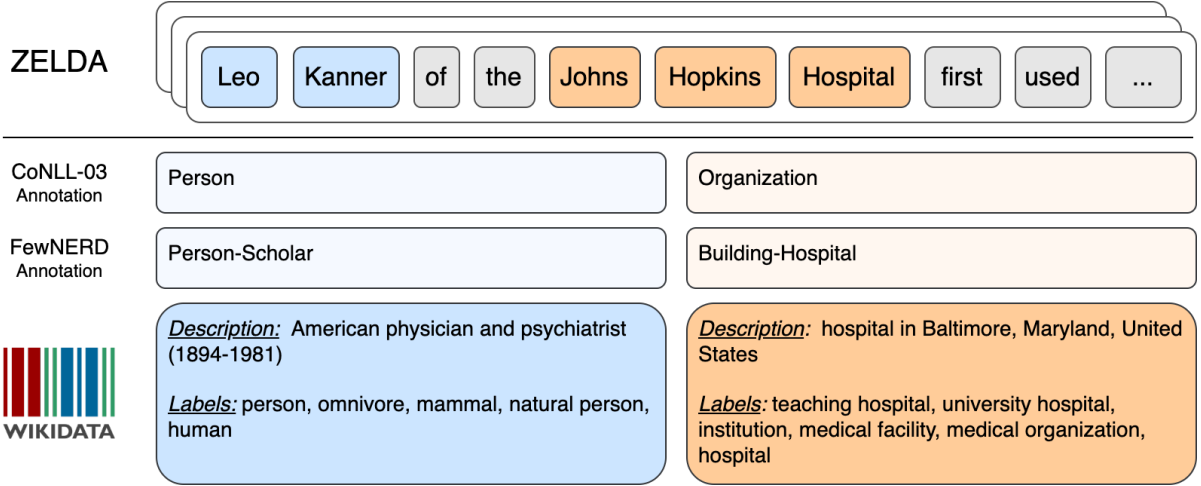 ZELDA
Leo Kanner of the Johns Hopkins Hospital first used ...
CoNLL-03
Annotation
Person
Organization
FewNERD
Annotation
Person-Scholar
Building-Hospital
Description: American physician and psychiatrist
(1894-1981)
Labels: person, omnivore, mammal, natural person,
human
Description: hospital in Baltimore, Maryland, United
States
Labels: teaching hospital, university hospital,
institution, medical facility, medical organization,
hospital
WIKIDATA